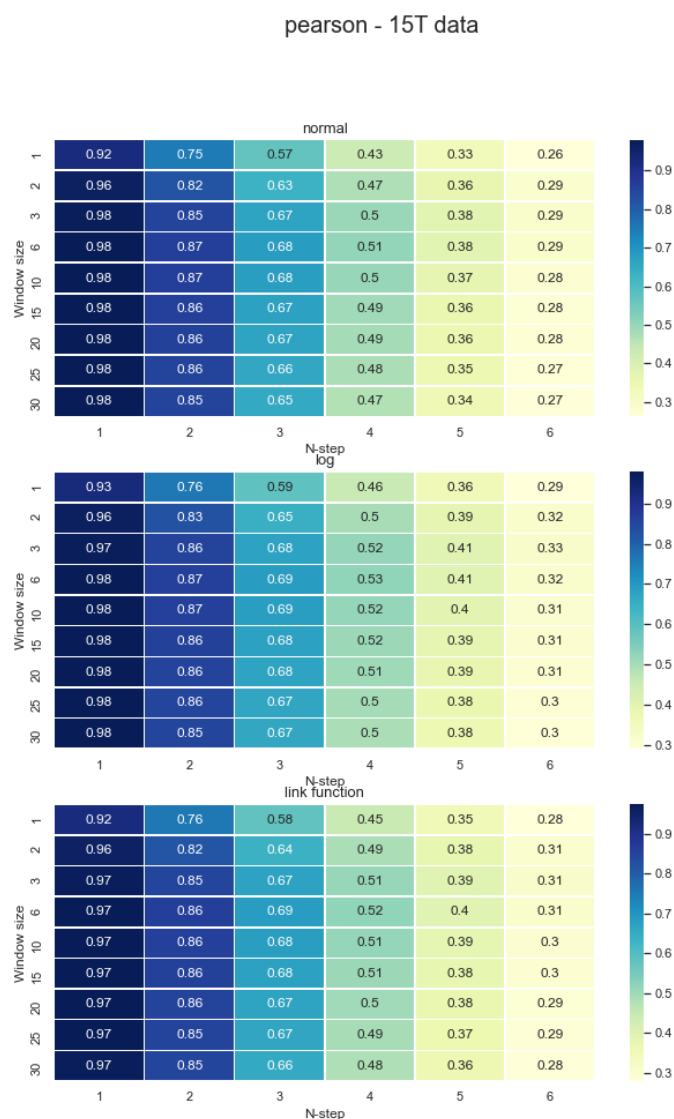 pearson - 15T data
normal
1 0.92 0.75 0.57 0.43 0.33 0.26
2 0.96 0.82 0.63 0.47 0.36 0.29
3 0.98 0.85 0.67 0.5 0.38 0.29
6 0.98 0.87 0.68 0.51 0.38 0.29
10 0.98 0.87 0.68 0.5 0.37 0.28
15 0.98 0.86 0.67 0.49 0.36 0.28
20 0.98 0.86 0.67 0.49 0.36 0.28
25 0.98 0.86 0.66 0.48 0.35 0.27
30 0.98 0.85 0.65 0.47 0.34 0.27
Window size
1 2 3 4 5 6
N-step
0.9
0.8
0.7
0.6
0.5
0.4
0.3
log
1 0.93 0.76 0.59 0.46 0.36 0.29
2 0.96 0.83 0.65 0.5 0.39 0.32
3 0.97 0.86 0.68 0.52 0.41 0.33
6 0.98 0.87 0.69 0.53 0.41 0.32
10 0.98 0.87 0.69 0.52 0.4 0.31
15 0.98 0.86 0.68 0.52 0.39 0.31
20 0.98 0.86 0.68 0.51 0.39 0.31
25 0.98 0.86 0.67 0.5 0.38 0.3
30 0.98 0.85 0.67 0.5 0.38 0.3
Window size
1 2 3 4 5 6
N-step
0.9
0.8
0.7
0.6
0.5
0.4
0.3
link function
1 0.92 0.76 0.58 0.45 0.35 0.28
2 0.96 0.82 0.64 0.49 0.38 0.31
3 0.97 0.85 0.67 0.51 0.39 0.31
6 0.97 0.86 0.69 0.52 0.4 0.31
10 0.97 0.86 0.68 0.51 0.39 0.3
15 0.97 0.86 0.68 0.51 0.38 0.3
20 0.97 0.86 0.67 0.5 0.38 0.29
25 0.97 0.85 0.67 0.49 0.37 0.29
30 0.97 0.85 0.66 0.48 0.36 0.28
Window size
1 2 3 4 5 6
N-step
0.9
0.8
0.7
0.6
0.5
0.4
0.3